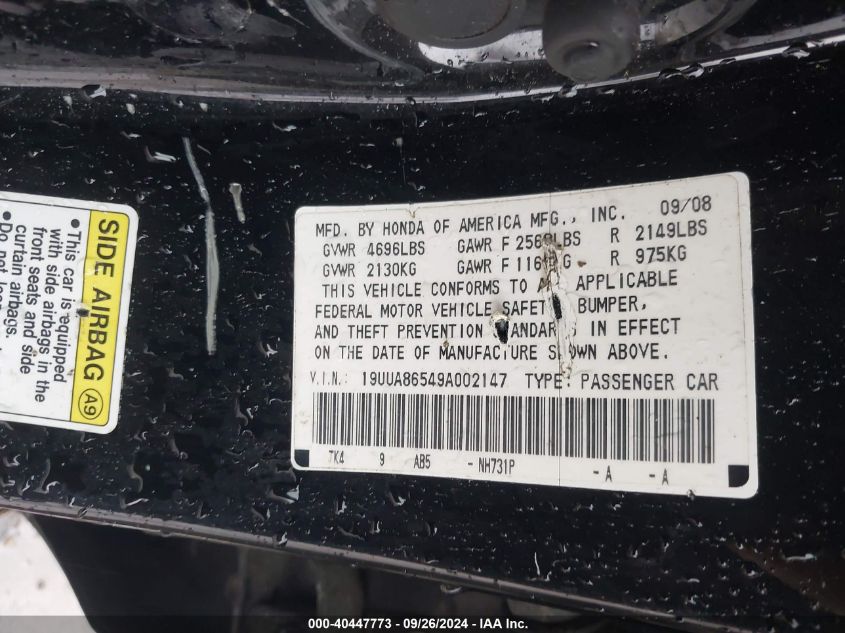 SIDE AIRBAG A9
• This car is equipped
with side airbags in the
front seats and side
curtain airbags.
MFD. BY HONDA OF AMERICA MFG., INC. 09/08
GVWR 4696LBS GAWR F LBS R 2149LBS
GVWR 2130KG GAWR F R 975KG
THIS VEHICLE CONFORMS TO APPLICABLE
FEDERAL MOTOR VEHICLE SAFETY, BUMPER,
AND THEFT PREVENTION STANDARDS IN EFFECT
ON THE DATE OF MANUFACTURE SHOWN ABOVE.
V.I.N.: 19UUA86549A002147 TYPE: PASSENGER CAR
TK4 9 AB5 - NH731P - A - A
000-40447773 - 09/26/2024 - IAA Inc.